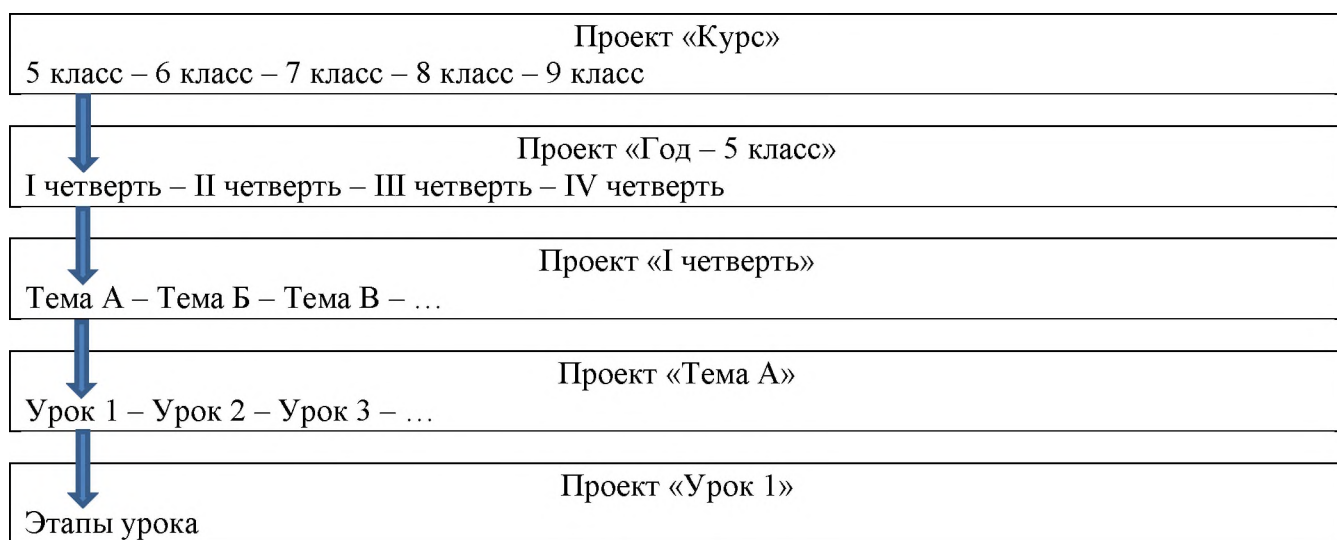 Проект «Курс»
5 класс – 6 класс – 7 класс – 8 класс – 9 класс
Проект «Год – 5 класс»
I четверть – II четверть – III четверть – IV четверть
Проект «I четверть»
Тема А – Тема Б – Тема В – …
Проект «Тема А»
Урок 1 – Урок 2 – Урок 3 – …
Проект «Урок 1»
Этапы урока